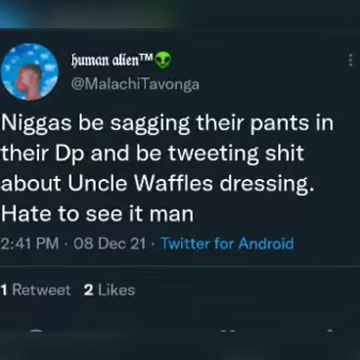 human alien™👽
@MalachiTavonga
Niggas be sagging their pants in
their Dp and be tweeting shit
about Uncle Waffles dressing.
Hate to see it man
2:41 PM · 08 Dec 21 · Twitter for Android
1 Retweet 2 Likes